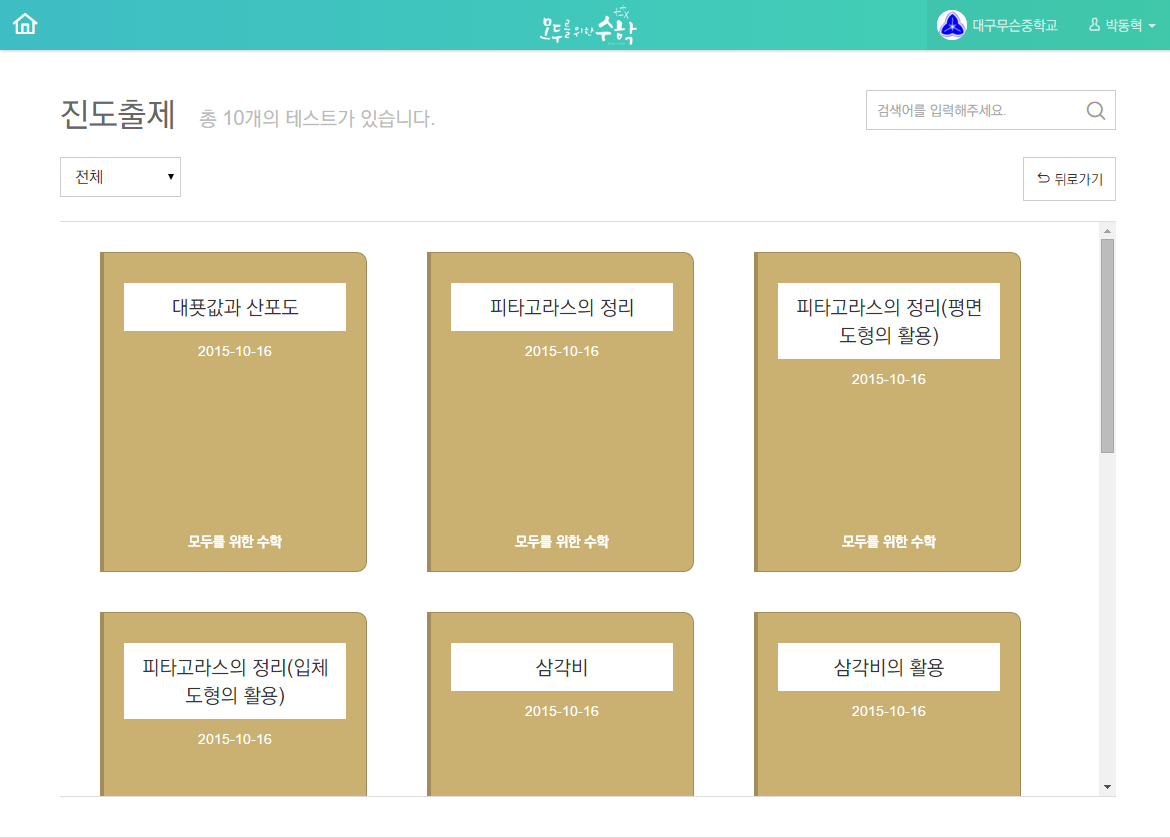 모두를 위한 수학
대구무슨중학교
박동혁
진도출제
총 10개의 테스트가 있습니다.
검색어를 입력해주세요.
전체
뒤로가기
대푯값과 산포도
2015-10-16
모두를 위한 수학
피타고라스의 정리
2015-10-16
모두를 위한 수학
피타고라스의 정리(평면
도형의 활용)
2015-10-16
모두를 위한 수학
피타고라스의 정리(입체
도형의 활용)
2015-10-16
삼각비
2015-10-16
삼각비의 활용
2015-10-16